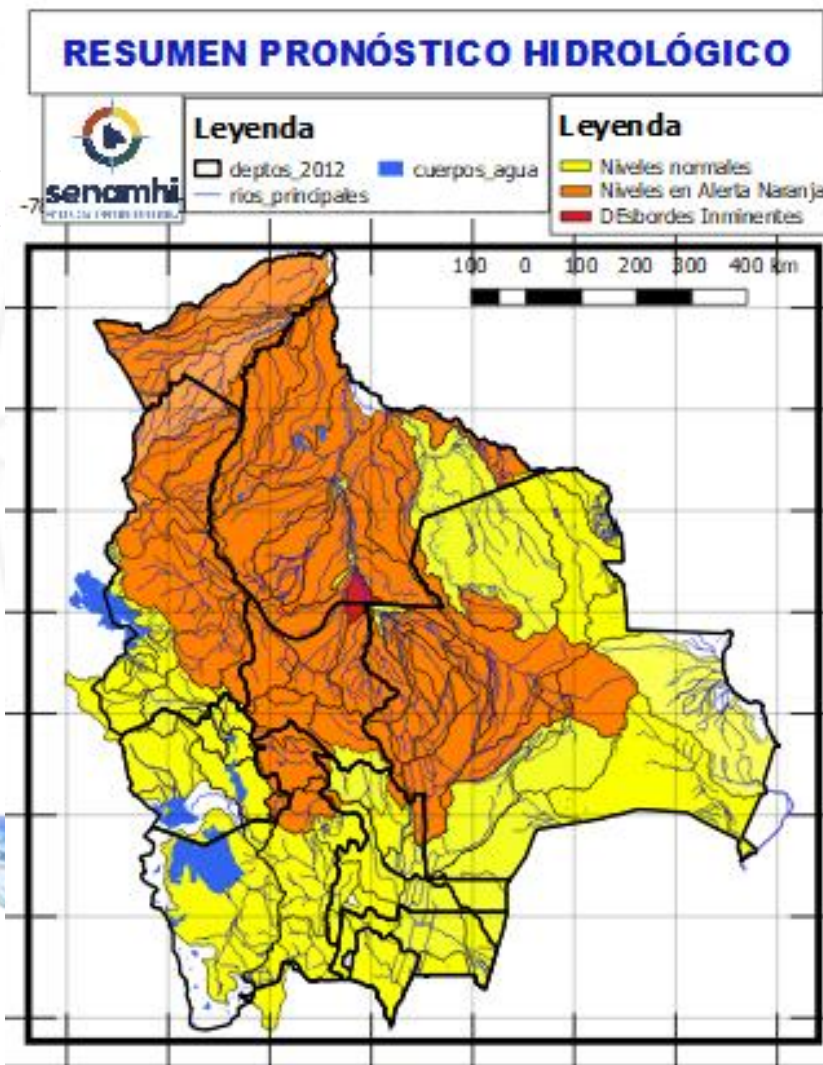 RESUMEN PRONÓSTICO HIDROLÓGICO
senamhi
Leyenda
deptos_2012
cuerpos_agua
rios_principales
Leyenda
Niveles normales
Niveles en Alerta Naranja
DEsbordes Inminentes
100 0 100 200 300 400 km